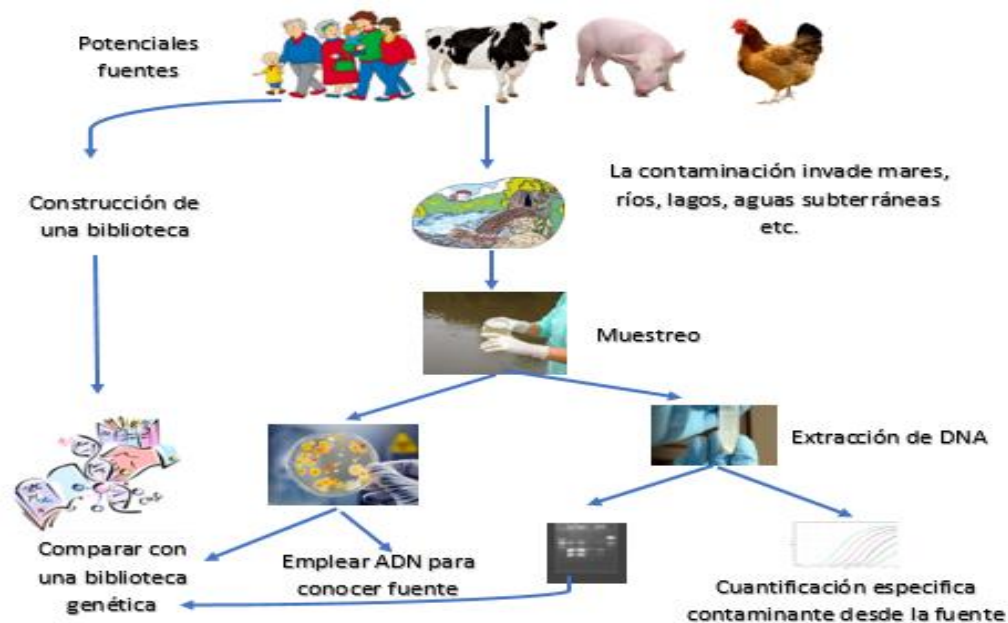 Potenciales
fuentes
La contaminación invade mares,
ríos, lagos, aguas subterráneas
etc.
Construcción de
una biblioteca
Muestreo
Extracción de DNA
Comparar con
una biblioteca
genética
Emplear ADN para
conocer fuente
Cuantificación especifica
contaminante desde la fuente